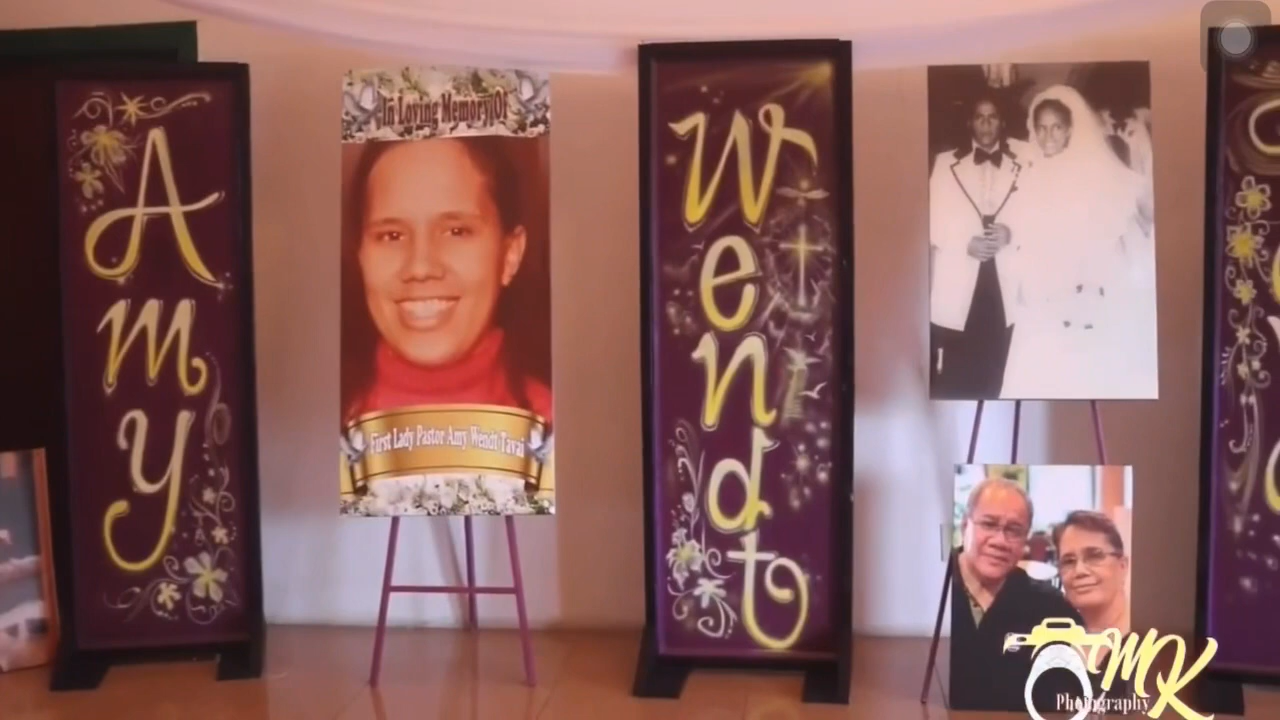 Amy
In Loving Memory Of
First Lady Pastor Amy Wendt Tavai
Wendt
MK
Photography